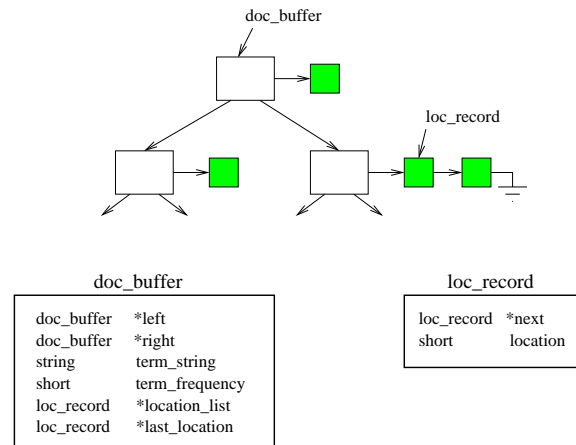 doc_buffer
loc_record
doc_buffer
doc_buffer *left
doc_buffer *right
string term_string
short term_frequency
loc_record *location_list
loc_record *last_location
loc_record
loc_record *next
short location